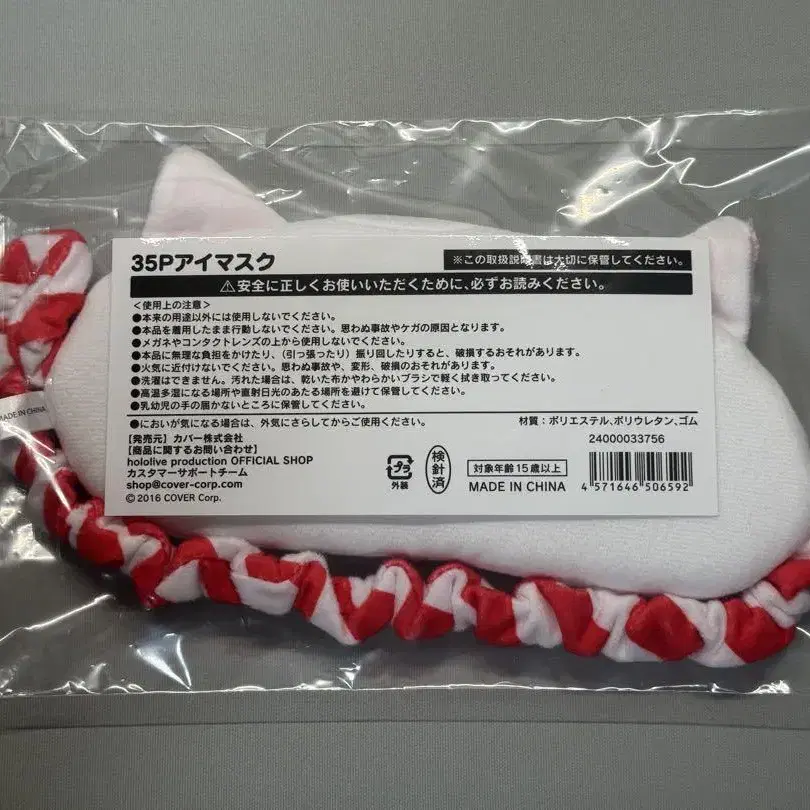 35Pアイマスク
※この取扱説明書は大切に保管してください。
⚠安全に正しくお使いいただくために、必ずお読みください。
<使用上の注意>
●本来の用途以外には使用しないでください。
●本品を着用したまま行動しないでください。思わぬ事故やケガの原因となります。
●メガネやコンタクトレンズの上から使用しないでください。
●本品に無理な負担をかけたり、(引っ張ったり)振り回したりすると、破損するおそれがあります。
●火気に近付けないでください。思わぬ事故や、変形、破損のおそれがあります。
●洗濯はできません。汚れた場合は、乾いた布かやわらかいブラシで軽く拭き取ってください。
●高温多湿になる場所や直射日光のあたる場所を避けて保管してください。
●乳幼児の手の届かないところに保管してください。
●においが気になる場合は、外気にさらしてからご使用ください。
材質:ポリエステル、ポリウレタン、ゴム
【発売元】カバー株式会社
【商品に関するお問い合わせ】
hololive production OFFICIAL SHOP
カスタマーサポートチーム
shop@cover-corp.com
©2016 COVER Corp.
プラ
外装
検針済
対象年齢15歳以上
MADE IN CHINA
24000033756
4 571646 506592
MADE IN CHINA